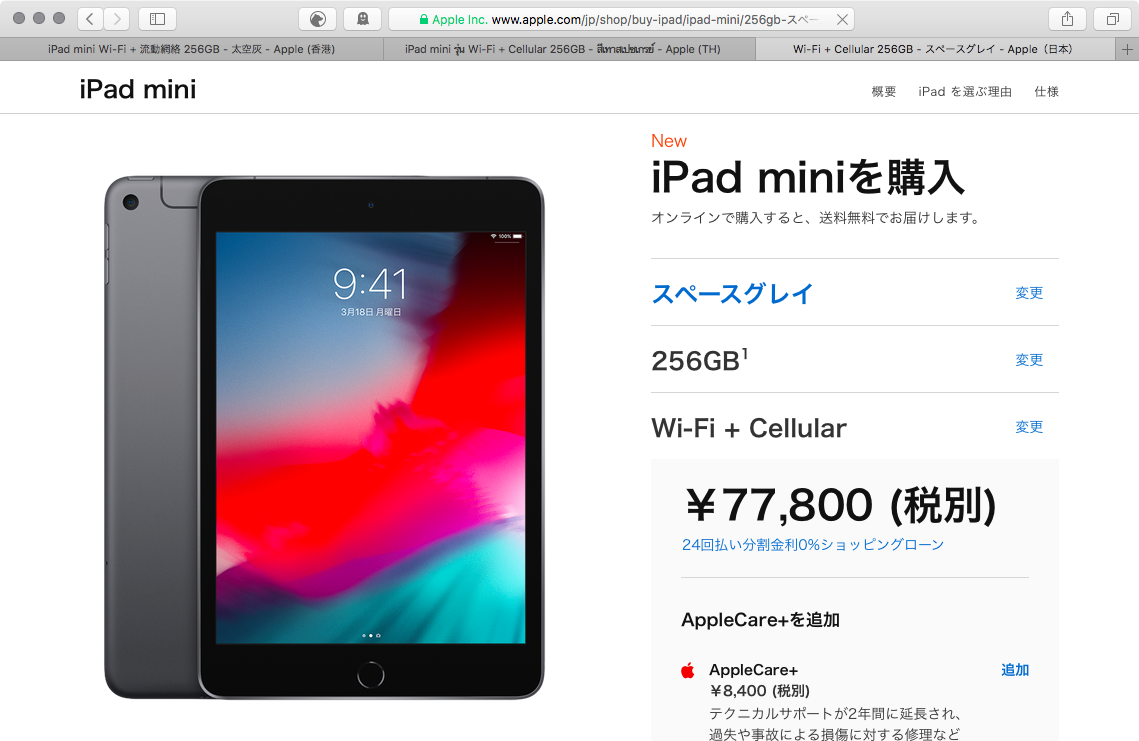 Apple Inc. www.apple.com/jp/shop/buy-ipad/ipad-mini/256gb-スペー
iPad mini Wi-Fi + 流動網絡 256GB - 太空灰 - Apple (香港)
iPad mini รุ่น Wi-Fi + Cellular 256GB - สีเทาสเปซเกรย์ - Apple (TH)
Wi-Fi + Cellular 256GB - スペースグレイ - Apple（日本）
iPad mini
概要
iPad を選ぶ理由
仕様
New
iPad miniを購入
オンラインで購入すると、送料無料でお届けします。
100%
9:41
3月18日 月曜日
スペースグレイ
変更
256GB¹
変更
Wi-Fi + Cellular
変更
￥77,800 (税別)
24回払い分割金利0%ショッピングローン
AppleCare+を追加
AppleCare+
追加
￥8,400 (税別)
テクニカルサポートが2年間に延長され、
過失や事故による損傷に対する修理など